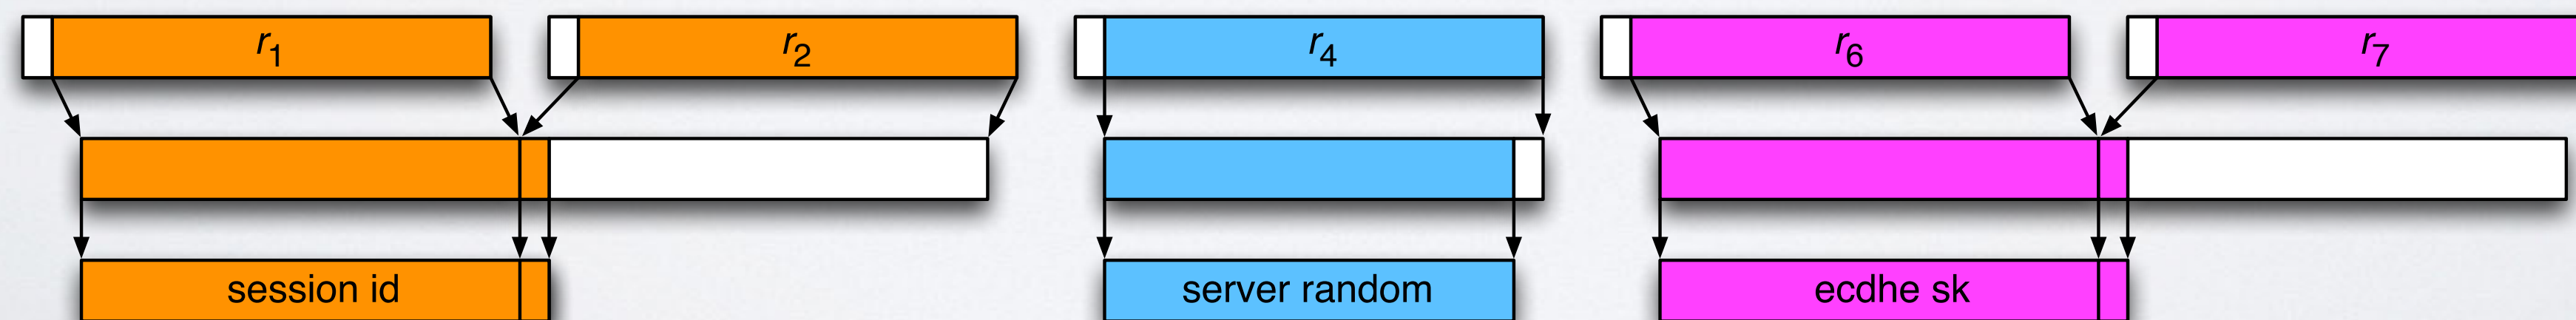 r1 r2 r4 r6 r7
session id server random ecdhe sk